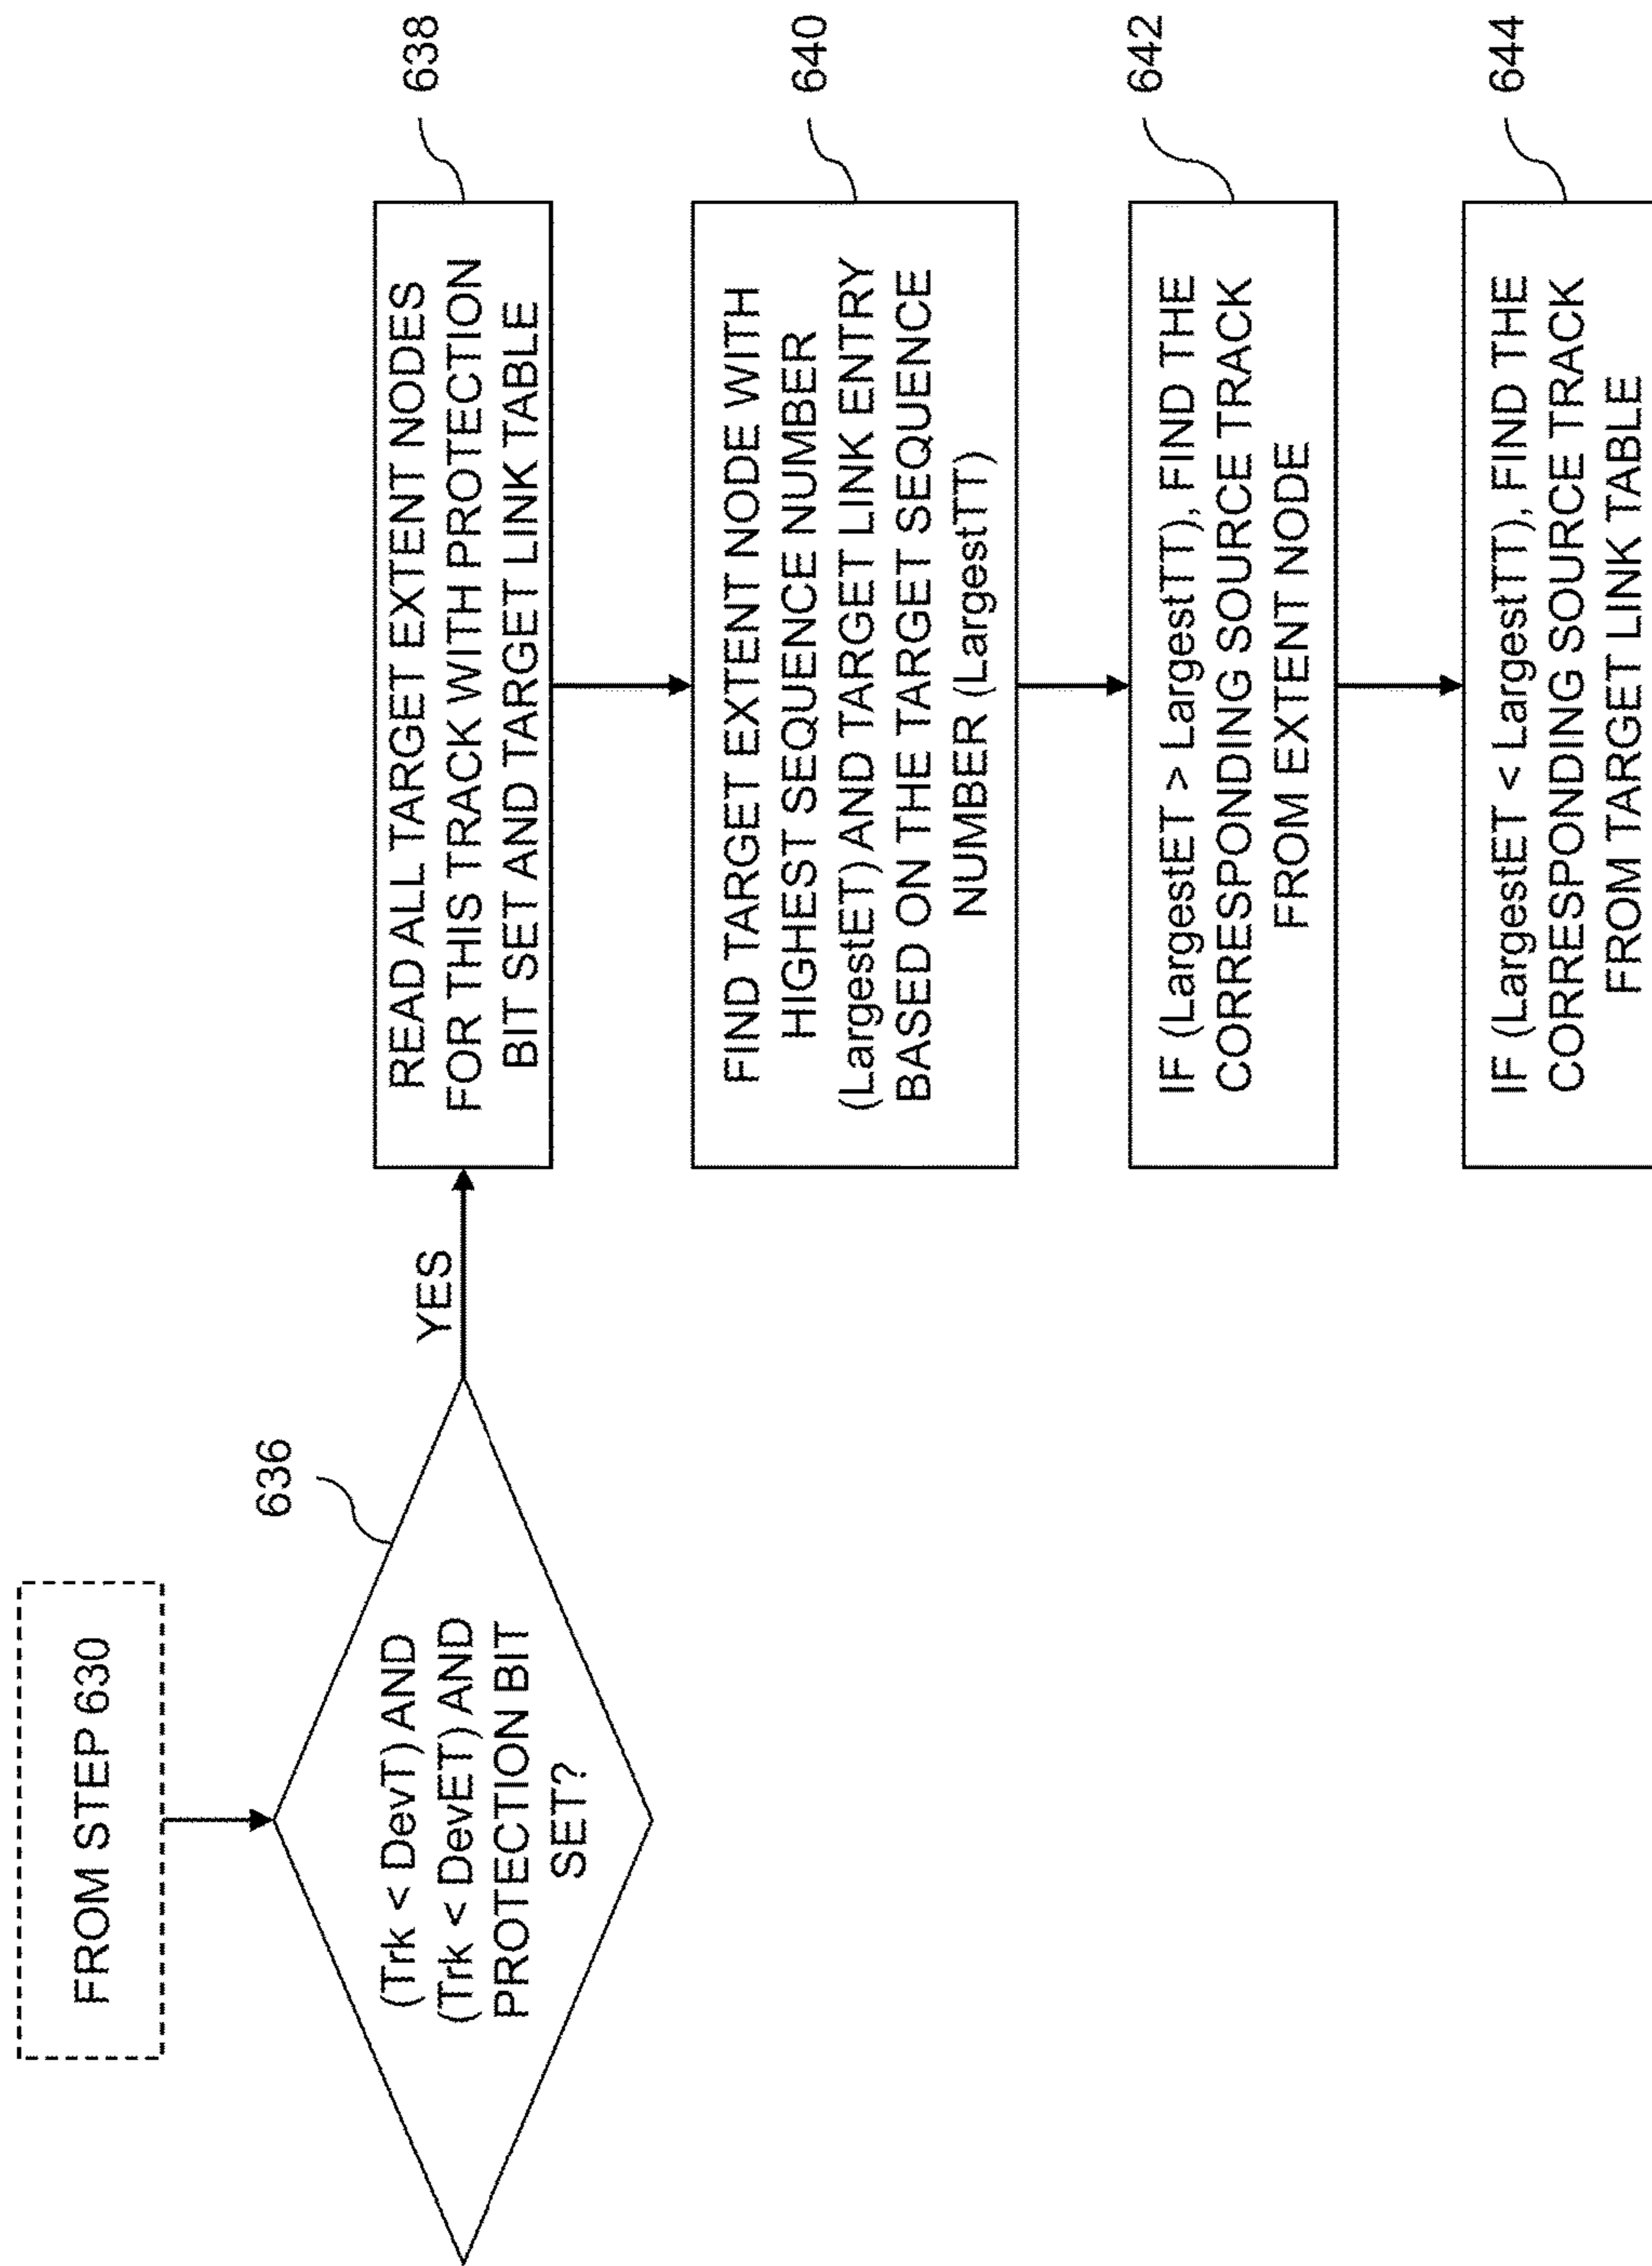 FROM STEP 630
636
(Trk < DevT) AND
(Trk < DevET) AND
PROTECTION BIT
SET?
YES
638
READ ALL TARGET EXTENT NODES
FOR THIS TRACK WITH PROTECTION
BIT SET AND TARGET LINK TABLE
640
FIND TARGET EXTENT NODE WITH
HIGHEST SEQUENCE NUMBER
(LargestET) AND TARGET LINK ENTRY
BASED ON THE TARGET SEQUENCE
NUMBER (LargestTT)
642
IF (LargestET > LargestTT), FIND THE
CORRESPONDING SOURCE TRACK
FROM EXTENT NODE
644
IF (LargestET < LargestTT), FIND THE
CORRESPONDING SOURCE TRACK
FROM TARGET LINK TABLE